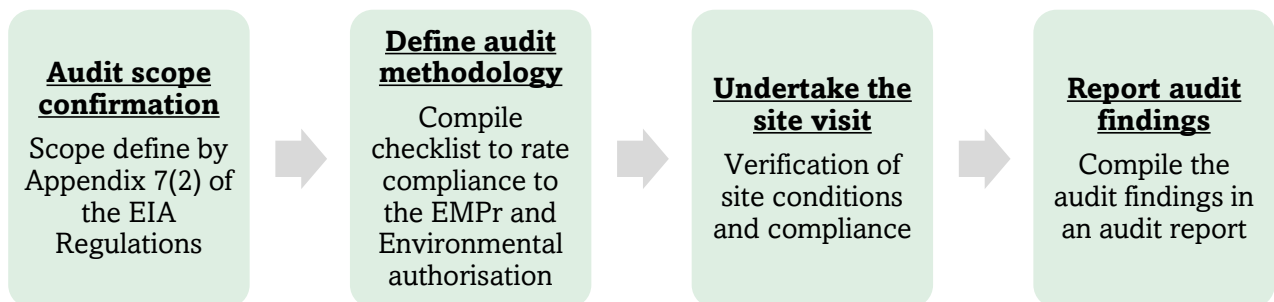 Audit scope
confirmation
Scope define by
Appendix 7(2) of
the EIA
Regulations
Define audit
methodology
Compile
checklist to rate
compliance to
the EMPr and
Environmental
authorisation
Undertake the
site visit
Verification of
site conditions
and compliance
Report audit
findings
Compile the
audit findings in
an audit report